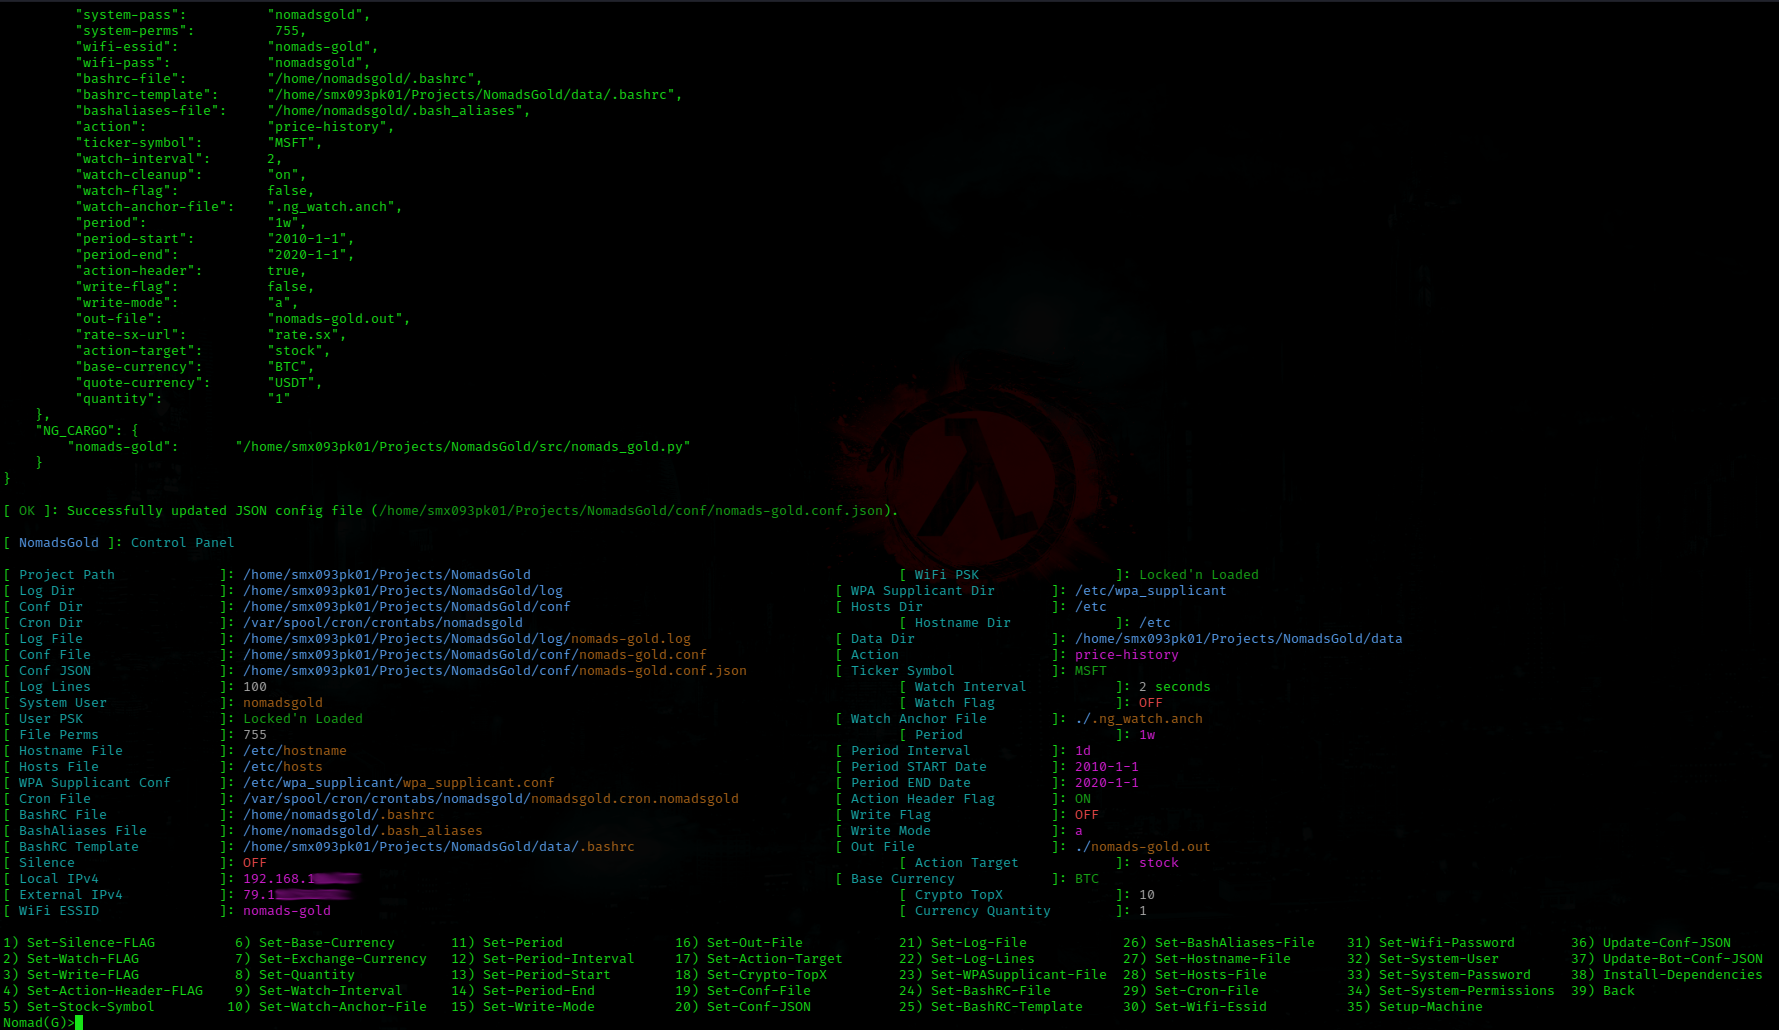 "system-pass": "nomadsgold",
"system-perms": 755,
"wifi-essid": "nomads-gold",
"wifi-pass": "nomadsgold",
"bashrc-file": "/home/nomadsgold/.bashrc",
"bashrc-template": "/home/smx093pk01/Projects/NomadsGold/data/.bashrc",
"bashaliases-file": "/home/nomadsgold/.bash_aliases",
"action": "price-history",
"ticker-symbol": "MSFT",
"watch-interval": 2,
"watch-cleanup": "on",
"watch-flag": false,
"watch-anchor-file": ".ng_watch.anch",
"period": "1w",
"period-start": "2010-1-1",
"period-end": "2020-1-1",
"action-header": true,
"write-flag": false,
"write-mode": "a",
"out-file": "nomads-gold.out",
"rate-sx-url": "rate.sx",
"action-target": "stock",
"base-currency": "BTC",
"quote-currency": "USDT",
"quantity": "1"
},
"NG_CARGO": {
"nomads-gold": "/home/smx093pk01/Projects/NomadsGold/src/nomads_gold.py"
}
}
[ OK ]: Successfully updated JSON config file (/home/smx093pk01/Projects/NomadsGold/conf/nomads-gold.conf.json).
[ NomadsGold ]: Control Panel
[ Project Path ]: /home/smx093pk01/Projects/NomadsGold [ WiFi PSK ]: Locked'n Loaded
[ Log Dir ]: /home/smx093pk01/Projects/NomadsGold/log [ WPA Supplicant Dir ]: /etc/wpa_supplicant
[ Conf Dir ]: /home/smx093pk01/Projects/NomadsGold/conf [ Hosts Dir ]: /etc
[ Cron Dir ]: /var/spool/cron/crontabs/nomadsgold [ Hostname Dir ]: /etc
[ Log File ]: /home/smx093pk01/Projects/NomadsGold/log/nomads-gold.log [ Data Dir ]: /home/smx093pk01/Projects/NomadsGold/data
[ Conf File ]: /home/smx093pk01/Projects/NomadsGold/conf/nomads-gold.conf [ Action ]: price-history
[ Conf JSON ]: /home/smx093pk01/Projects/NomadsGold/conf/nomads-gold.conf.json [ Ticker Symbol ]: MSFT
[ Log Lines ]: 100 [ Watch Interval ]: 2 seconds
[ System User ]: nomadsgold [ Watch Flag ]: OFF
[ User PSK ]: Locked'n Loaded [ Watch Anchor File ]: ./.ng_watch.anch
[ File Perms ]: 755 [ Period ]: 1w
[ Hostname File ]: /etc/hostname [ Period Interval ]: 1d
[ Hosts File ]: /etc/hosts [ Period START Date ]: 2010-1-1
[ WPA Supplicant Conf ]: /etc/wpa_supplicant/wpa_supplicant.conf [ Period END Date ]: 2020-1-1
[ Cron File ]: /var/spool/cron/crontabs/nomadsgold/nomadsgold.cron.nomadsgold [ Action Header Flag ]: ON
[ BashRC File ]: /home/nomadsgold/.bashrc [ Write Flag ]: OFF
[ BashAliases File ]: /home/nomadsgold/.bash_aliases [ Write Mode ]: a
[ BashRC Template ]: /home/smx093pk01/Projects/NomadsGold/data/.bashrc [ Out File ]: ./nomads-gold.out
[ Silence ]: OFF [ Action Target ]: stock
[ Local IPv4 ]: 192.168.1 [ Base Currency ]: BTC
[ External IPv4 ]: 79.1 [ Crypto TopX ]: 10
[ WiFi ESSID ]: nomads-gold [ Currency Quantity ]: 1
1) Set-Silence-FLAG 6) Set-Base-Currency 11) Set-Period 16) Set-Out-File 21) Set-Log-File 26) Set-BashAliases-File 31) Set-Wifi-Password 36) Update-Conf-JSON
2) Set-Watch-FLAG 7) Set-Exchange-Currency 12) Set-Period-Interval 17) Set-Action-Target 22) Set-Log-Lines 27) Set-Hostname-File 32) Set-System-User 37) Update-Bot-Conf-JSON
3) Set-Write-FLAG 8) Set-Quantity 13) Set-Period-Start 18) Set-Crypto-TopX 23) Set-WPASupplicant-File 28) Set-Hosts-File 33) Set-System-Password 38) Install-Dependencies
4) Set-Action-Header-FLAG 9) Set-Watch-Interval 14) Set-Period-End 19) Set-Conf-File 24) Set-BashRC-File 29) Set-Cron-File 34) Set-System-Permissions 39) Back
5) Set-Stock-Symbol 10) Set-Watch-Anchor-File 15) Set-Write-Mode 20) Set-Conf-JSON 25) Set-BashRC-Template 30) Set-Wifi-Essid 35) Setup-Machine
Nomad(G)>